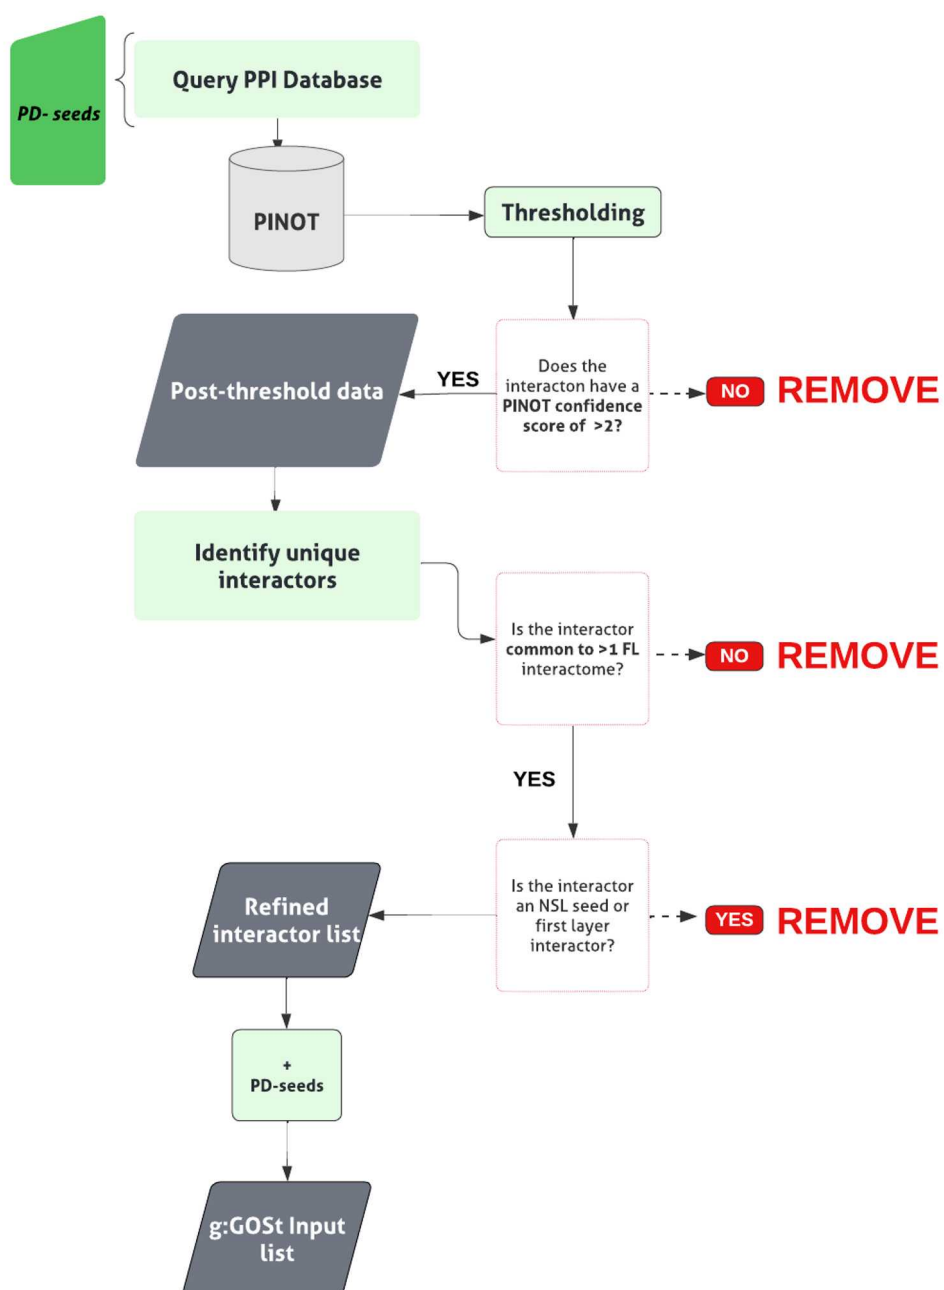 PD- seeds
Query PPI Database
PINOT
Thresholding
Does the
interacton have a
PINOT confidence
score of >2?
YES
Post-threshold data
NO
REMOVE
Identify unique
interactors
Is the interactor
common to >1 FL
interactome?
NO
REMOVE
YES
Is the interactor
an NSL seed or
first layer
interactor?
YES
REMOVE
Refined
interactor list
+
PD-seeds
g:GOSt Input
list